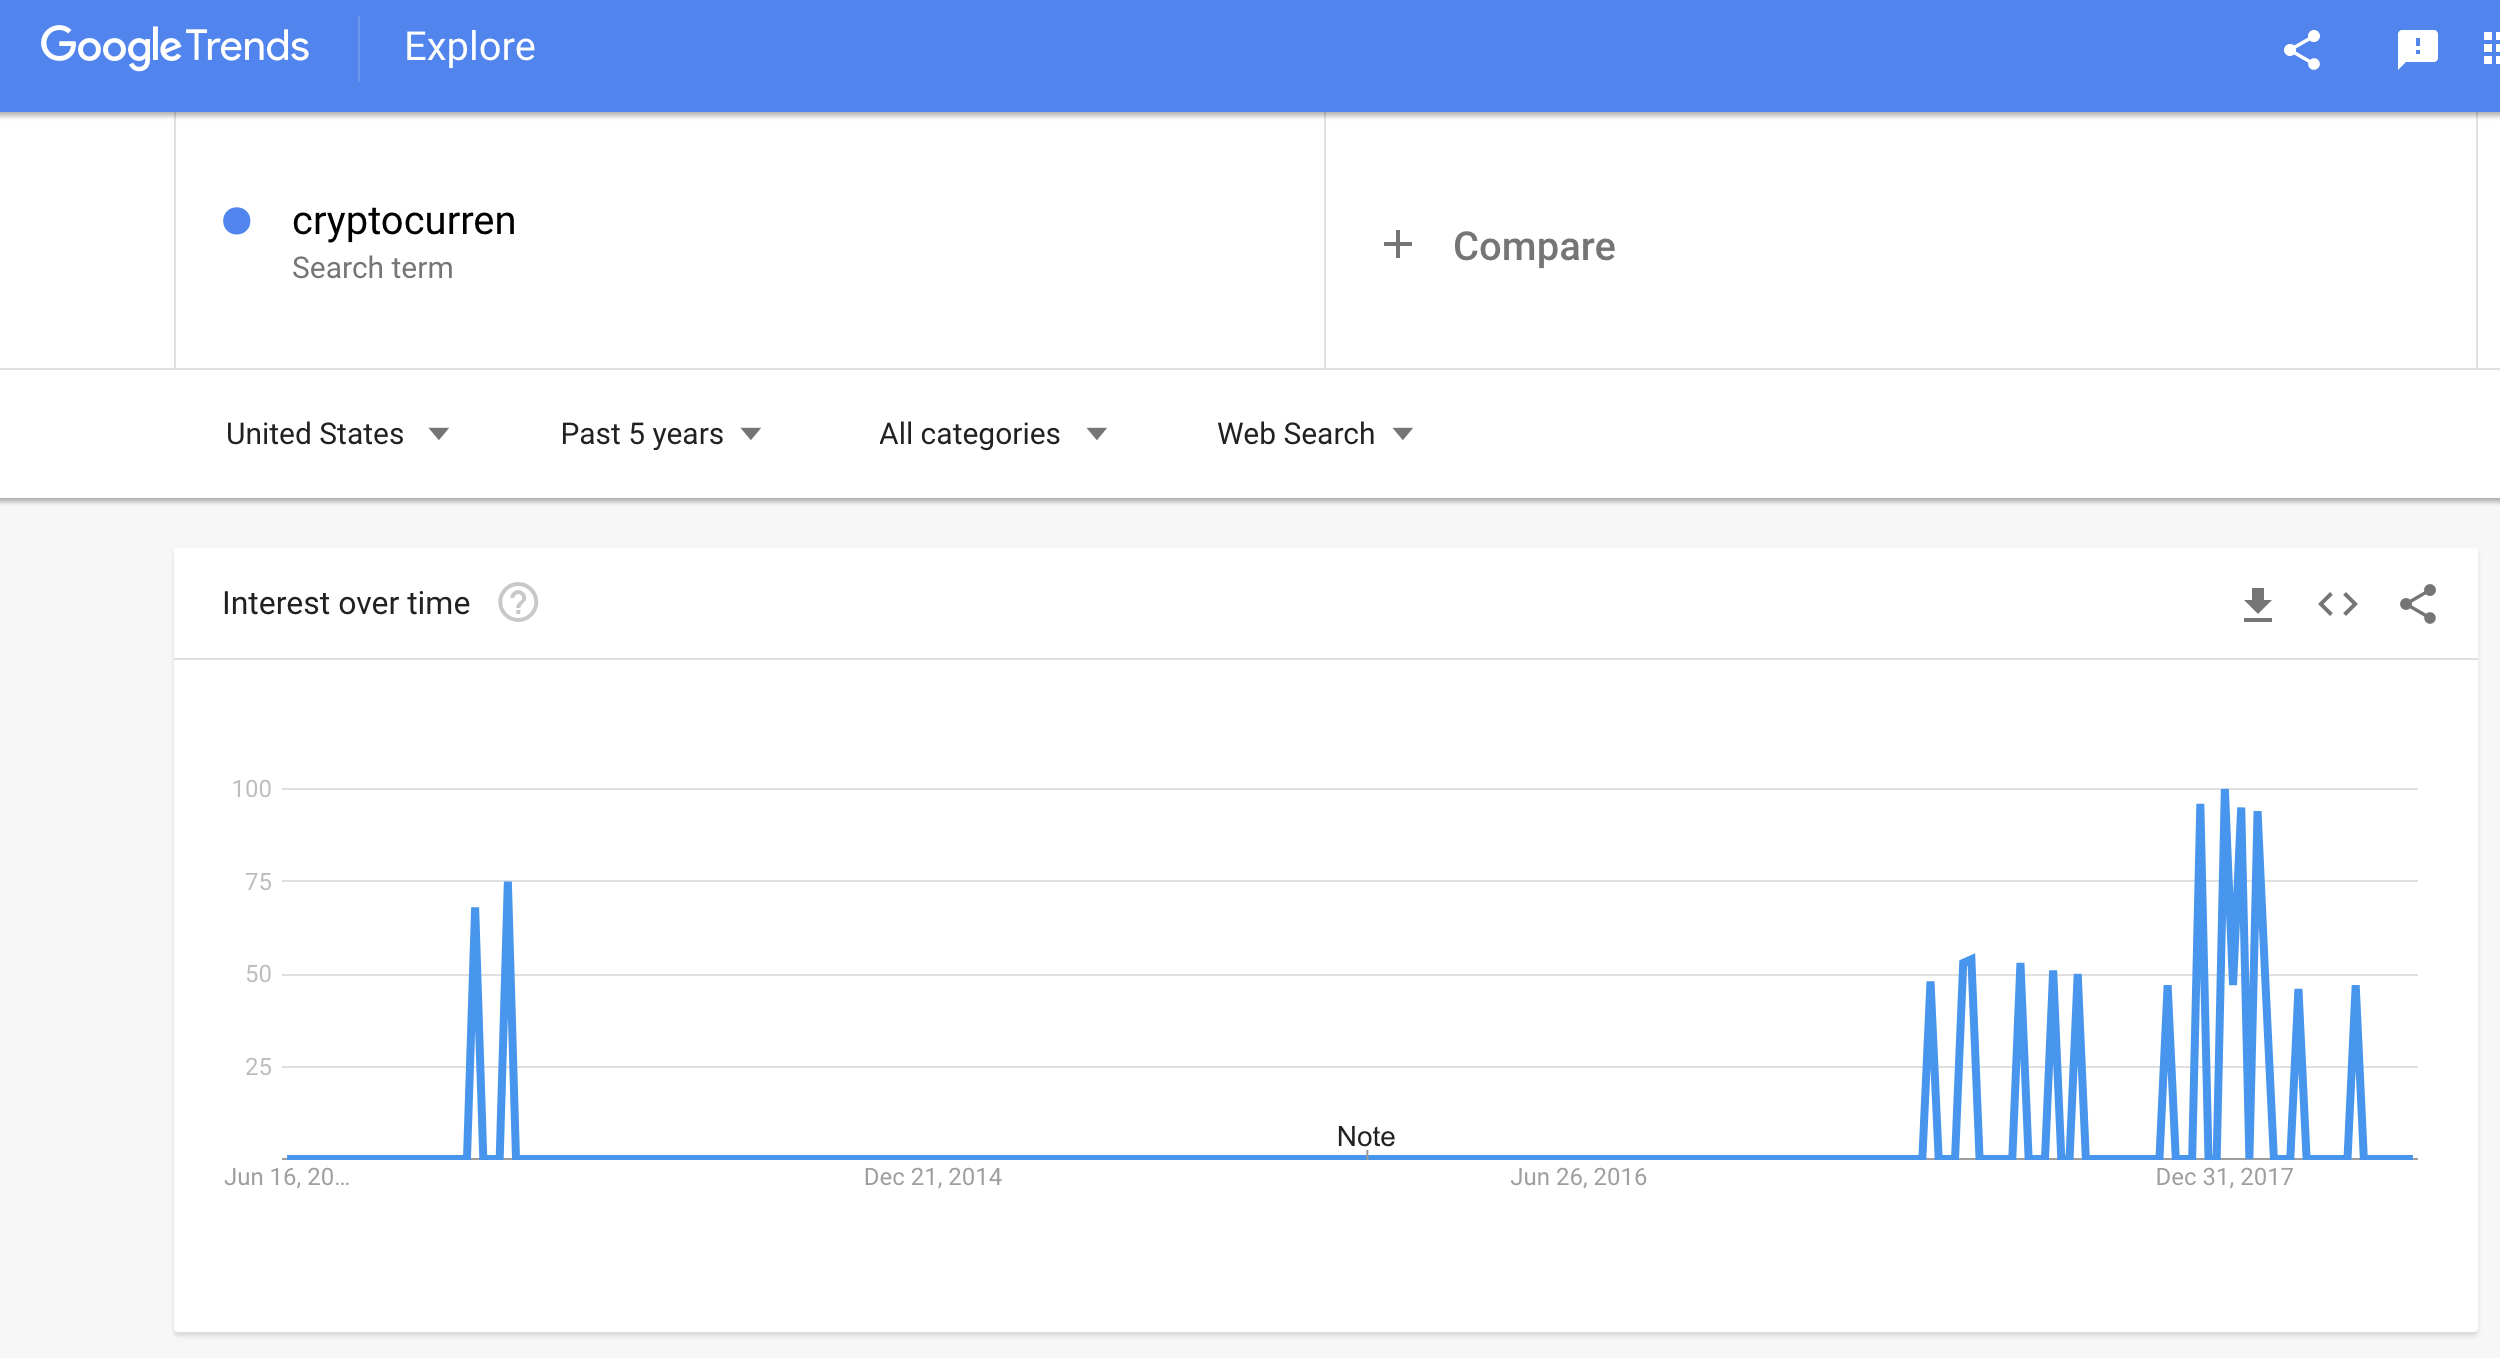 Google Trends Explore
cryptocurren
Search term
+ Compare
United States Past 5 years All categories Web Search
Interest over time
100
75
50
25
Note
Jun 16, 20... Dec 21, 2014 Jun 26, 2016 Dec 31, 2017